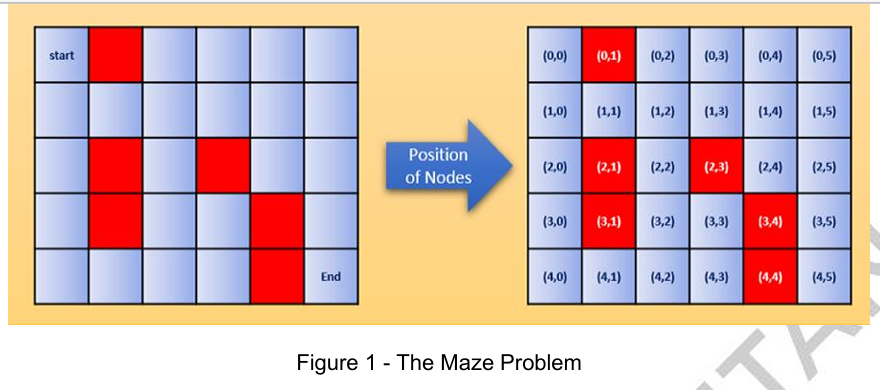 start
End
Position
of Nodes
(0,0) (0,1) (0,2) (0,3) (0,4) (0,5)
(1,0) (1,1) (1,2) (1,3) (1,4) (1,5)
(2,0) (2,1) (2,2) (2,3) (2,4) (2,5)
(3,0) (3,1) (3,2) (3,3) (3,4) (3,5)
(4,0) (4,1) (4,2) (4,3) (4,4) (4,5)
Figure 1 - The Maze Problem